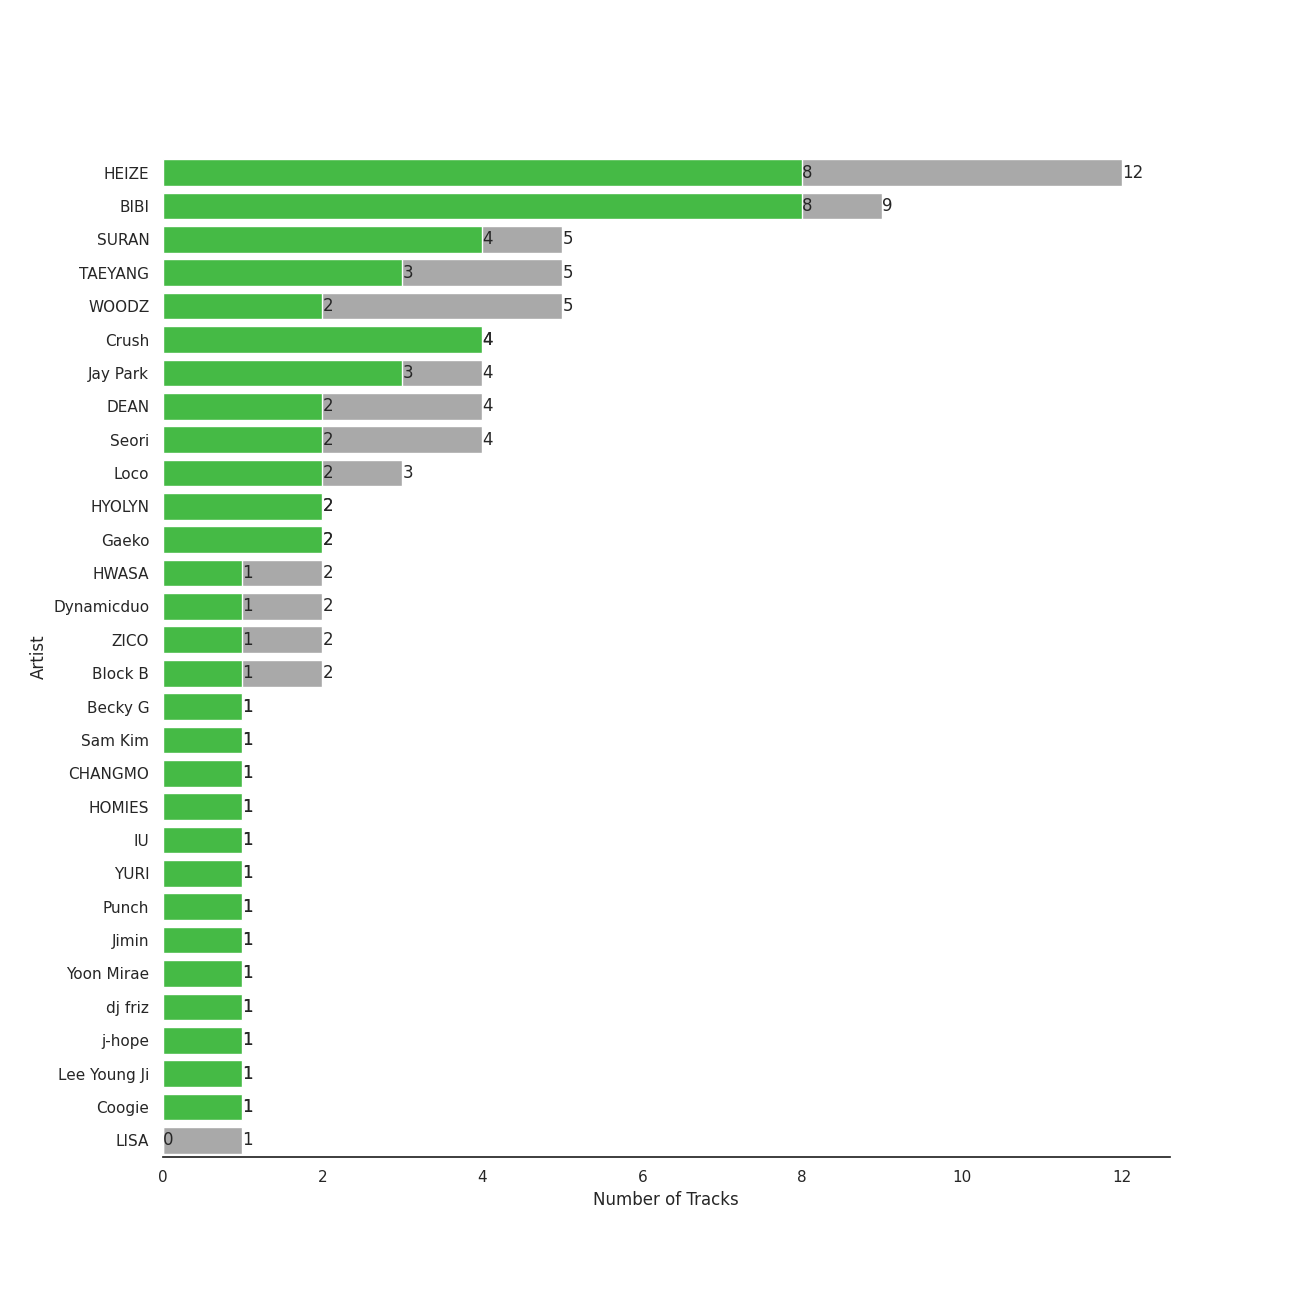 HEIZE 8 12
BIBI 8 9
SURAN 4 5
TAEYANG 3 5
WOODZ 2 5
Crush 4
Jay Park 3 4
DEAN 2 4
Seori 2 4
Loco 2 3
HYOLYN 2
Gaeko 2
HWASA 1 2
Dynamicduo 1 2
ZICO 1 2
Block B 1 2
Becky G 1
Sam Kim 1
CHANGMO 1
HOMIES 1
IU 1
YURI 1
Punch 1
Jimin 1
Yoon Mirae 1
dj friz 1
j-hope 1
Lee Young Ji 1
Coogie 1
LISA 0 1
Artist
0 2 4 6 8 10 12
Number of Tracks